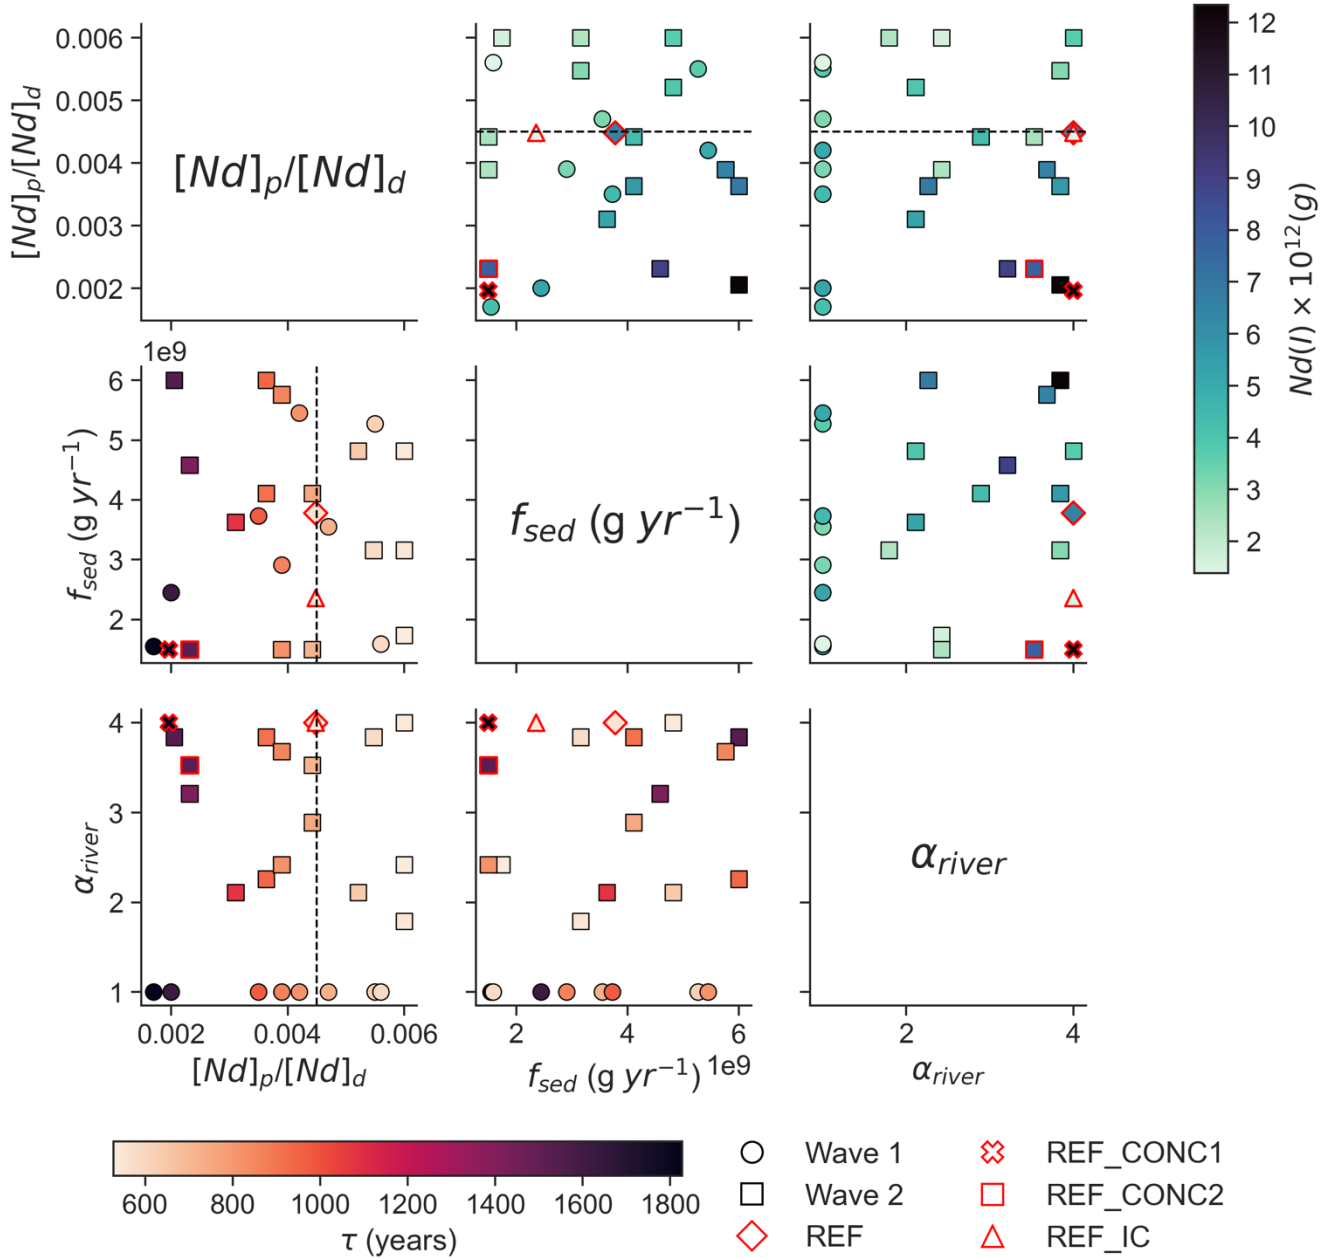 [Nd]p/[Nd]d
0.006
0.005
0.004
0.003
0.002
[Nd]p/[Nd]d
12
11
10
9
8
7
6
5
4
3
2
Nd(I) × 10^12(g)
1e9
fsed (g yr−1)
6
5
4
3
2
fsed (g yr−1)
αriver
4
3
2
1
αriver
0.002 0.004 0.006
[Nd]p/[Nd]d
2 4 6
fsed (g yr−1) 1e9
2 4
αriver
600 800 1000 1200 1400 1600 1800
τ (years)
Wave 1
Wave 2
REF
REF_CONC1
REF_CONC2
REF_IC